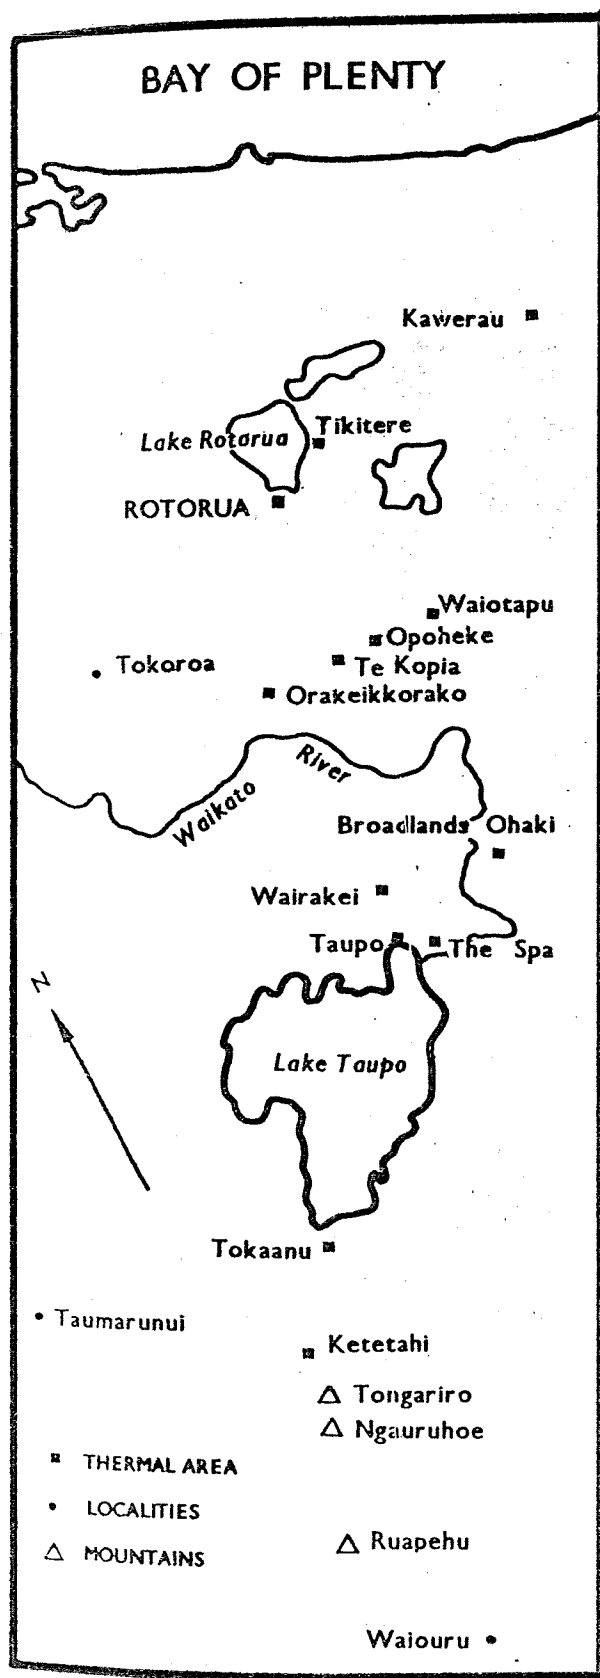 BAY OF PLENTY
Kawerau
Tikitere
Lake Rotorua
ROTORUA
Waiotapu
Opoheke
Te Kopia
Tokoroa
Orakeikkorako
River
Waikato
Broadlands Ohaki
Wairakei
Taupo
The Spa
N
Lake Taupo
Tokaanu
Taumarunui
Ketetahi
Tongariro
Ngauruhoe
THERMAL AREA
LOCALITIES
MOUNTAINS
Ruapehu
Waiouru